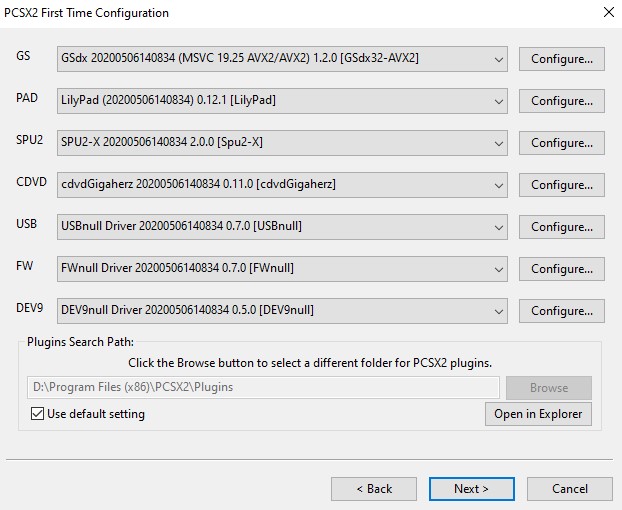 PCSX2 First Time Configuration
GS GSdx 20200506140834 (MSVC 19.25 AVX2/AVX2) 1.2.0 [GSdx32-AVX2] Configure...
PAD LilyPad (20200506140834) 0.12.1 [LilyPad] Configure...
SPU2 SPU2-X 20200506140834 2.0.0 [Spu2-X] Configure...
CDVD cdvdGigaherz 20200506140834 0.11.0 [cdvdGigaherz] Configure...
USB USBnull Driver 20200506140834 0.7.0 [USBnull] Configure...
FW FWnull Driver 20200506140834 0.7.0 [FWnull] Configure...
DEV9 DEV9null Driver 20200506140834 0.5.0 [DEV9null] Configure...
Plugins Search Path:
Click the Browse button to select a different folder for PCSX2 plugins.
D:\Program Files (x86)\PCSX2\Plugins Browse
Use default setting Open in Explorer
< Back Next > Cancel